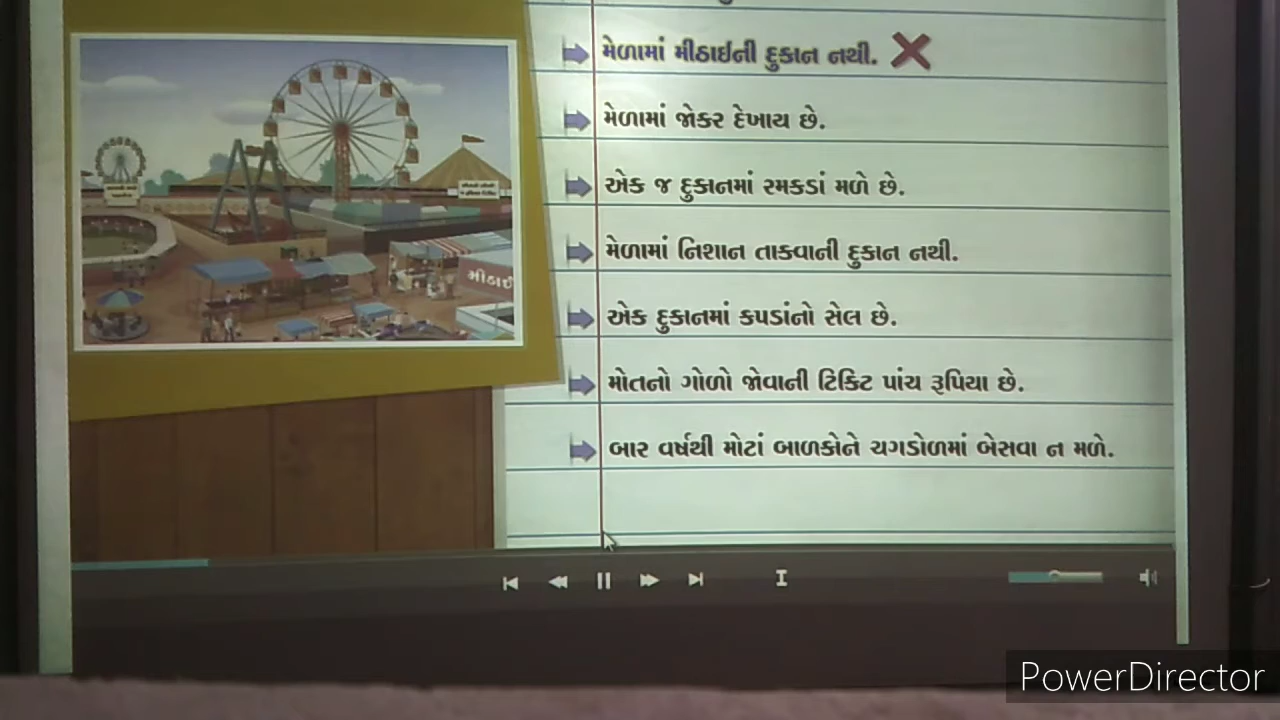 મેળામાં મીઠાઈની દુકાન નથી.
મેળામાં જોકર દેખાય છે.
એક જ દુકાનમાં રમકડાં મળે છે.
મેળામાં નિશાન તાકવાની દુકાન નથી.
એક દુકાનમાં કપડાંનો સેલ છે.
મોતનો ગોળો જોવાની ટિકિટ પાંચ રૂપિયા છે.
બાર વર્ષથી મોટાં બાળકોને ચગડોળમાં બેસવા ન મળે.
મીઠાઈ
PowerDirector